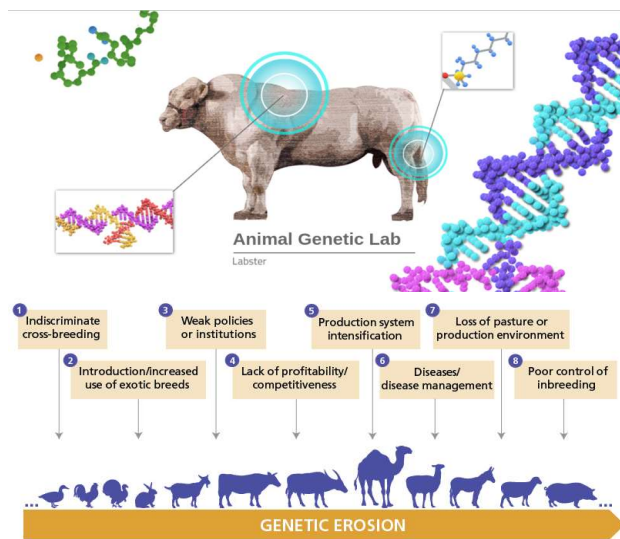 Animal Genetic Lab
Labster
1
Indiscriminate
cross-breeding
2
Introduction/increased
use of exotic breeds
3
Weak policies
or institutions
4
Lack of profitability/
competitiveness
5
Production system
intensification
6
Diseases/
disease management
7
Loss of pasture or
production environment
8
Poor control of
inbreeding
...
...
GENETIC EROSION